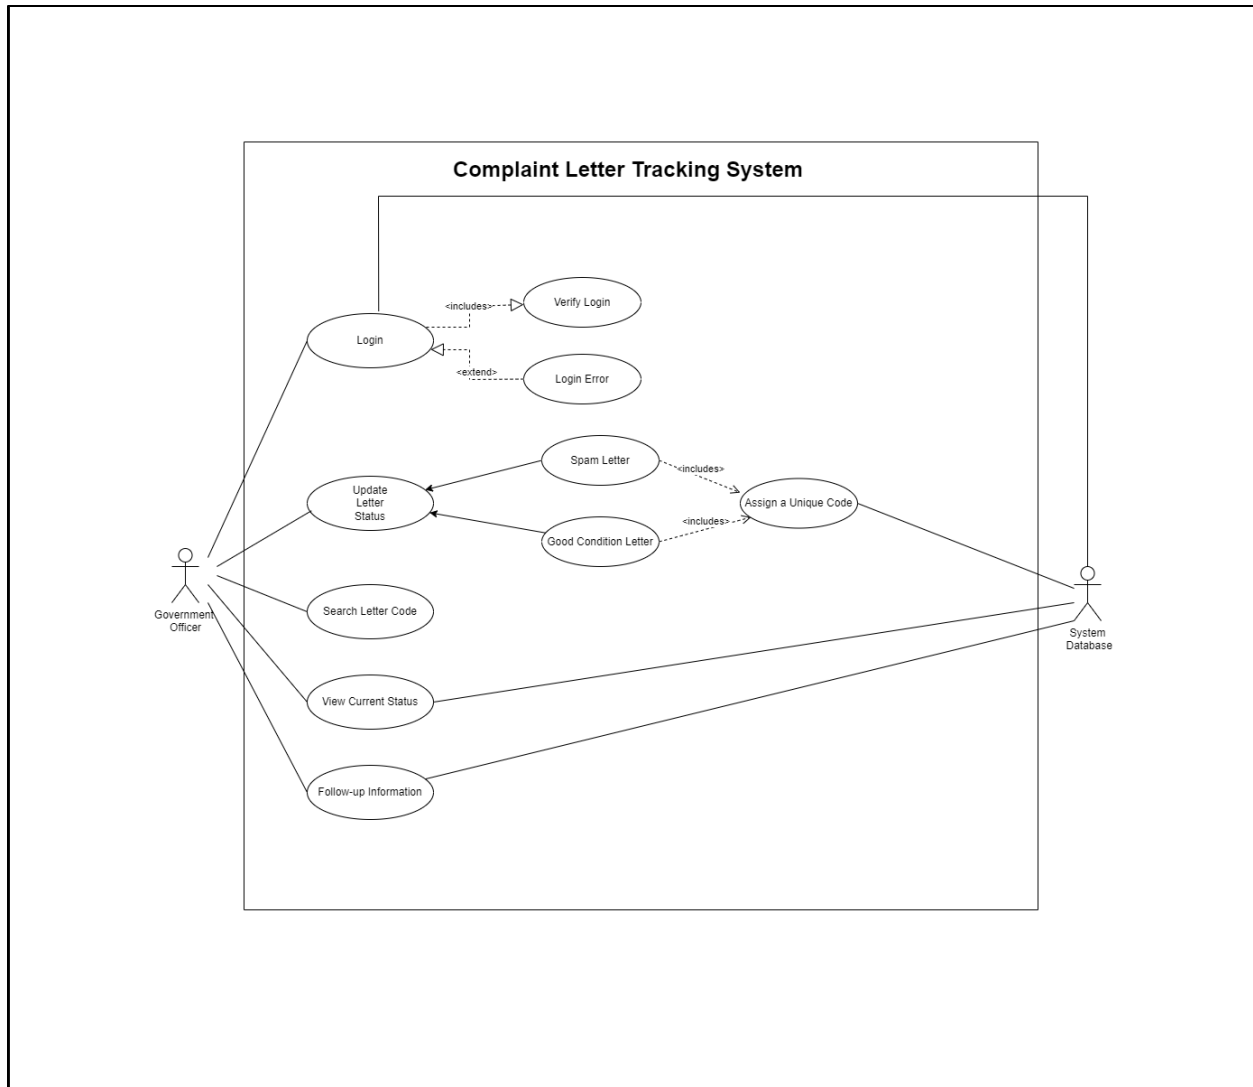 Complaint Letter Tracking System
<includes>
Verify Login
Login
<extend>
Login Error
Spam Letter
<includes>
Update
Letter
Status
Assign a Unique Code
<includes>
Good Condition Letter
Government
Officer
Search Letter Code
System
Database
View Current Status
Follow-up Information